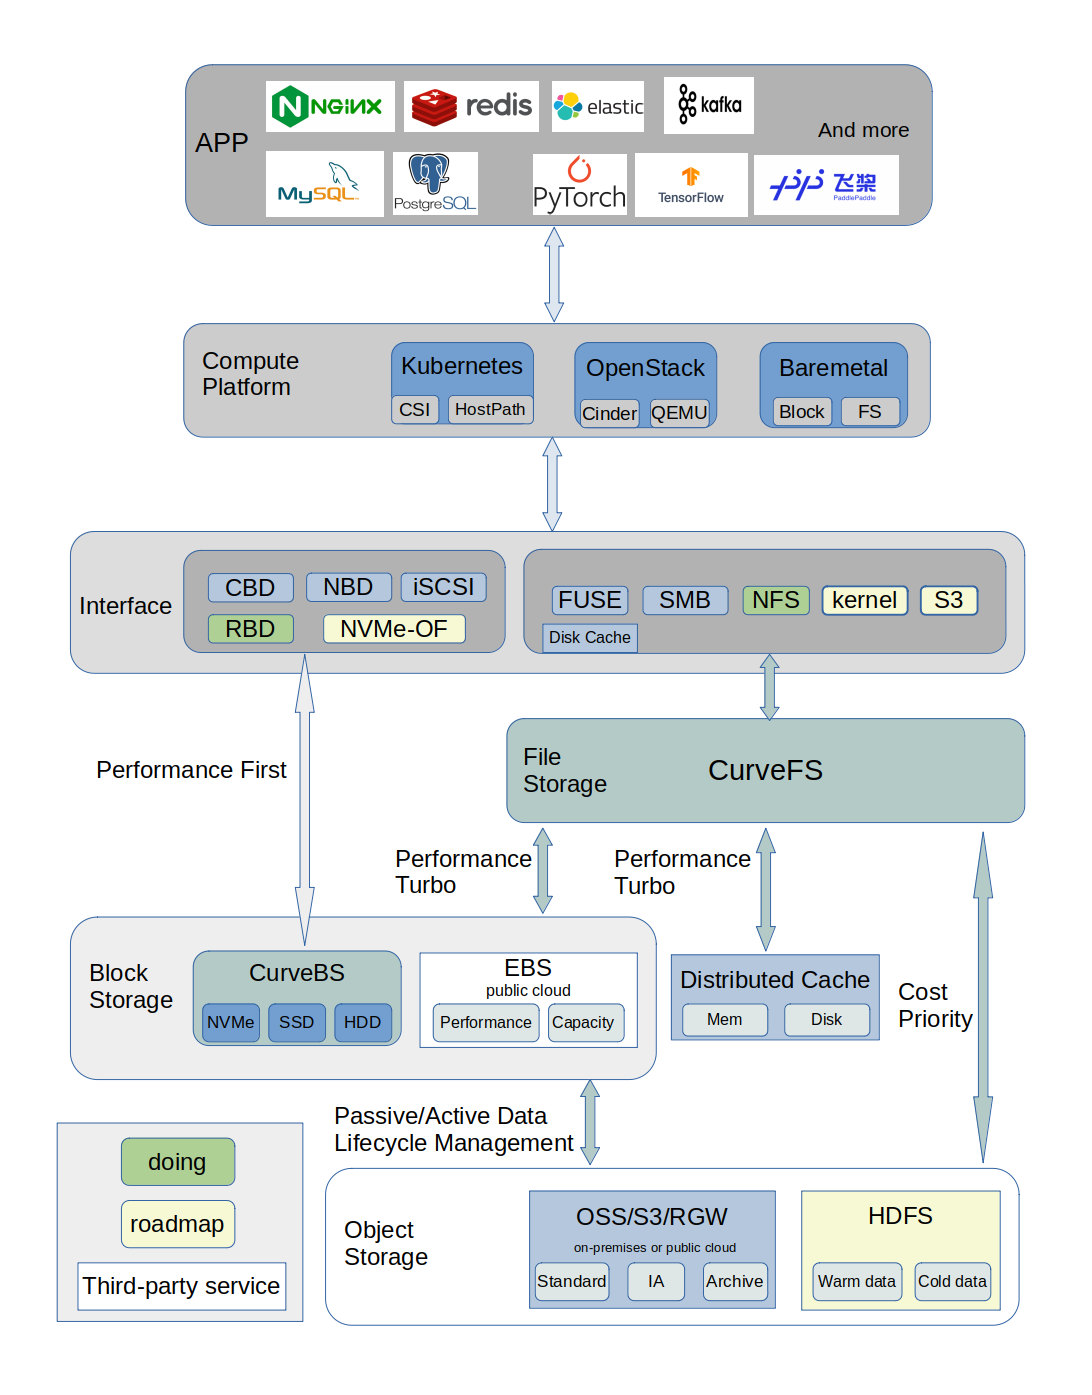 APP
NGINX
redis
elastic
kafka
And more
MySQL
PostgreSQL
PyTorch
TensorFlow
飞桨
PaddlePaddle
Compute
Platform
Kubernetes
CSI
HostPath
OpenStack
Cinder
QEMU
Baremetal
Block
FS
Interface
CBD
NBD
iSCSI
RBD
NVMe-OF
FUSE
SMB
NFS
kernel
S3
Disk Cache
Performance First
File
Storage
CurveFS
Performance
Turbo
Performance
Turbo
Block
Storage
CurveBS
NVMe
SSD
HDD
EBS
public cloud
Performance
Capacity
Distributed Cache
Mem
Disk
Cost
Priority
Passive/Active Data
Lifecycle Management
doing
roadmap
Third-party service
Object
Storage
OSS/S3/RGW
on-premises or public cloud
Standard
IA
Archive
HDFS
Warm data
Cold data